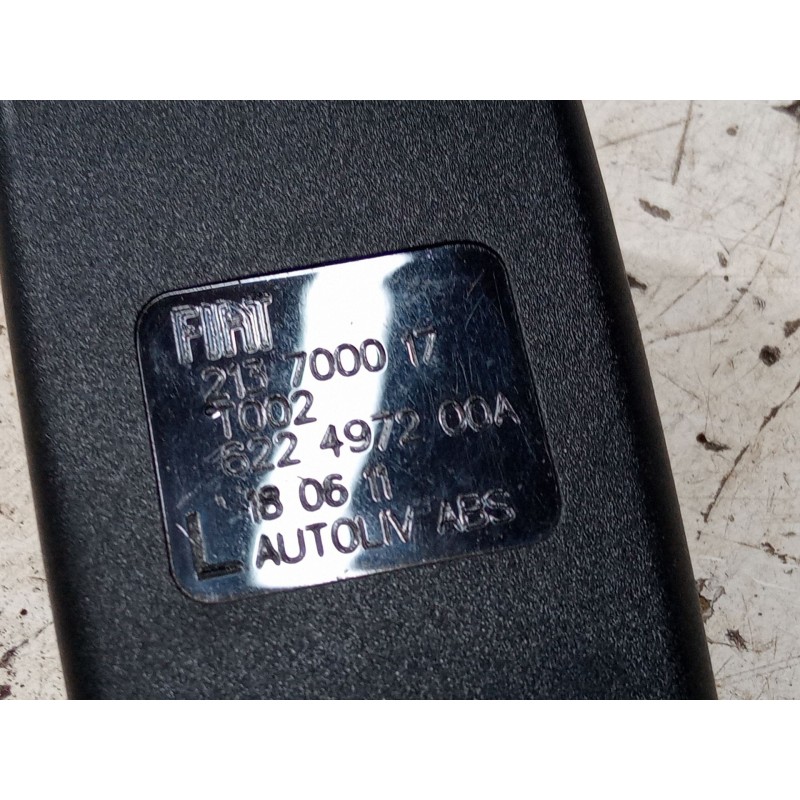 FIAT
213 7000 17
T002
622 4972 00A
18 06 11
L AUTOLIV ABS